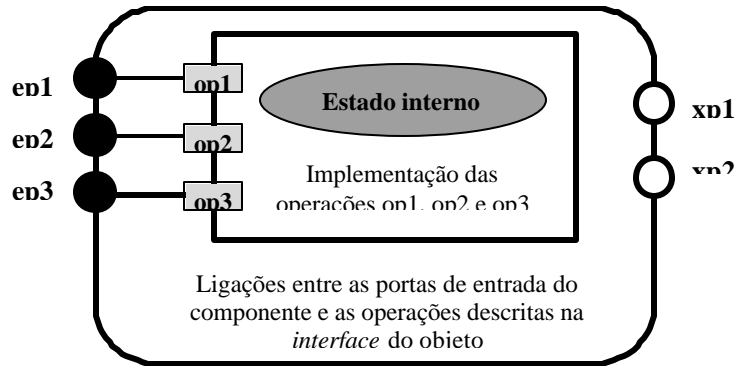 ep1
op1
Estado interno
xp1
ep2
op2
xp2
ep3
op3
Implementação das
operações op1, op2 e op3
Ligações entre as portas de entrada do
componente e as operações descritas na
interface do objeto